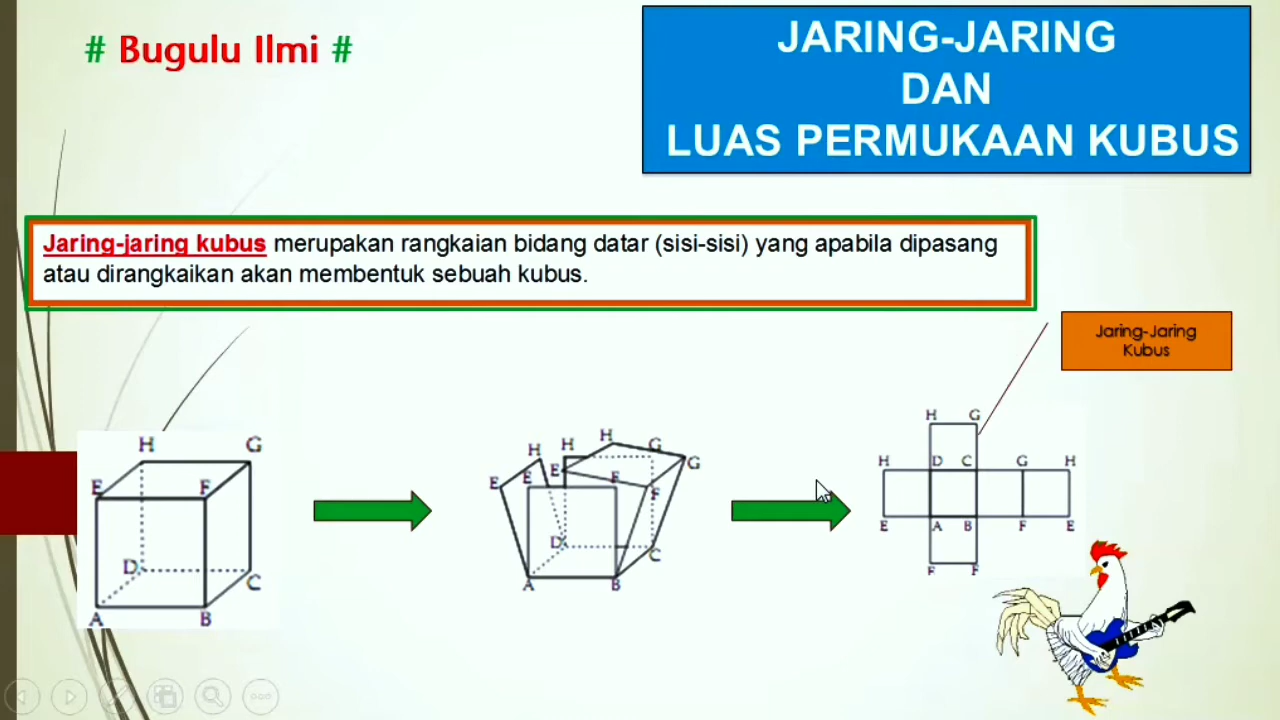 # Bugulu Ilmi #
JARING-JARING
DAN
LUAS PERMUKAAN KUBUS
Jaring-jaring kubus merupakan rangkaian bidang datar (sisi-sisi) yang apabila dipasang
atau dirangkaikan akan membentuk sebuah kubus.
Jaring-Jaring
Kubus
H G
E F
D C
A B
H H H G
E E E F G
F
D C
A B
H G
H D C G H
E A B F E
F